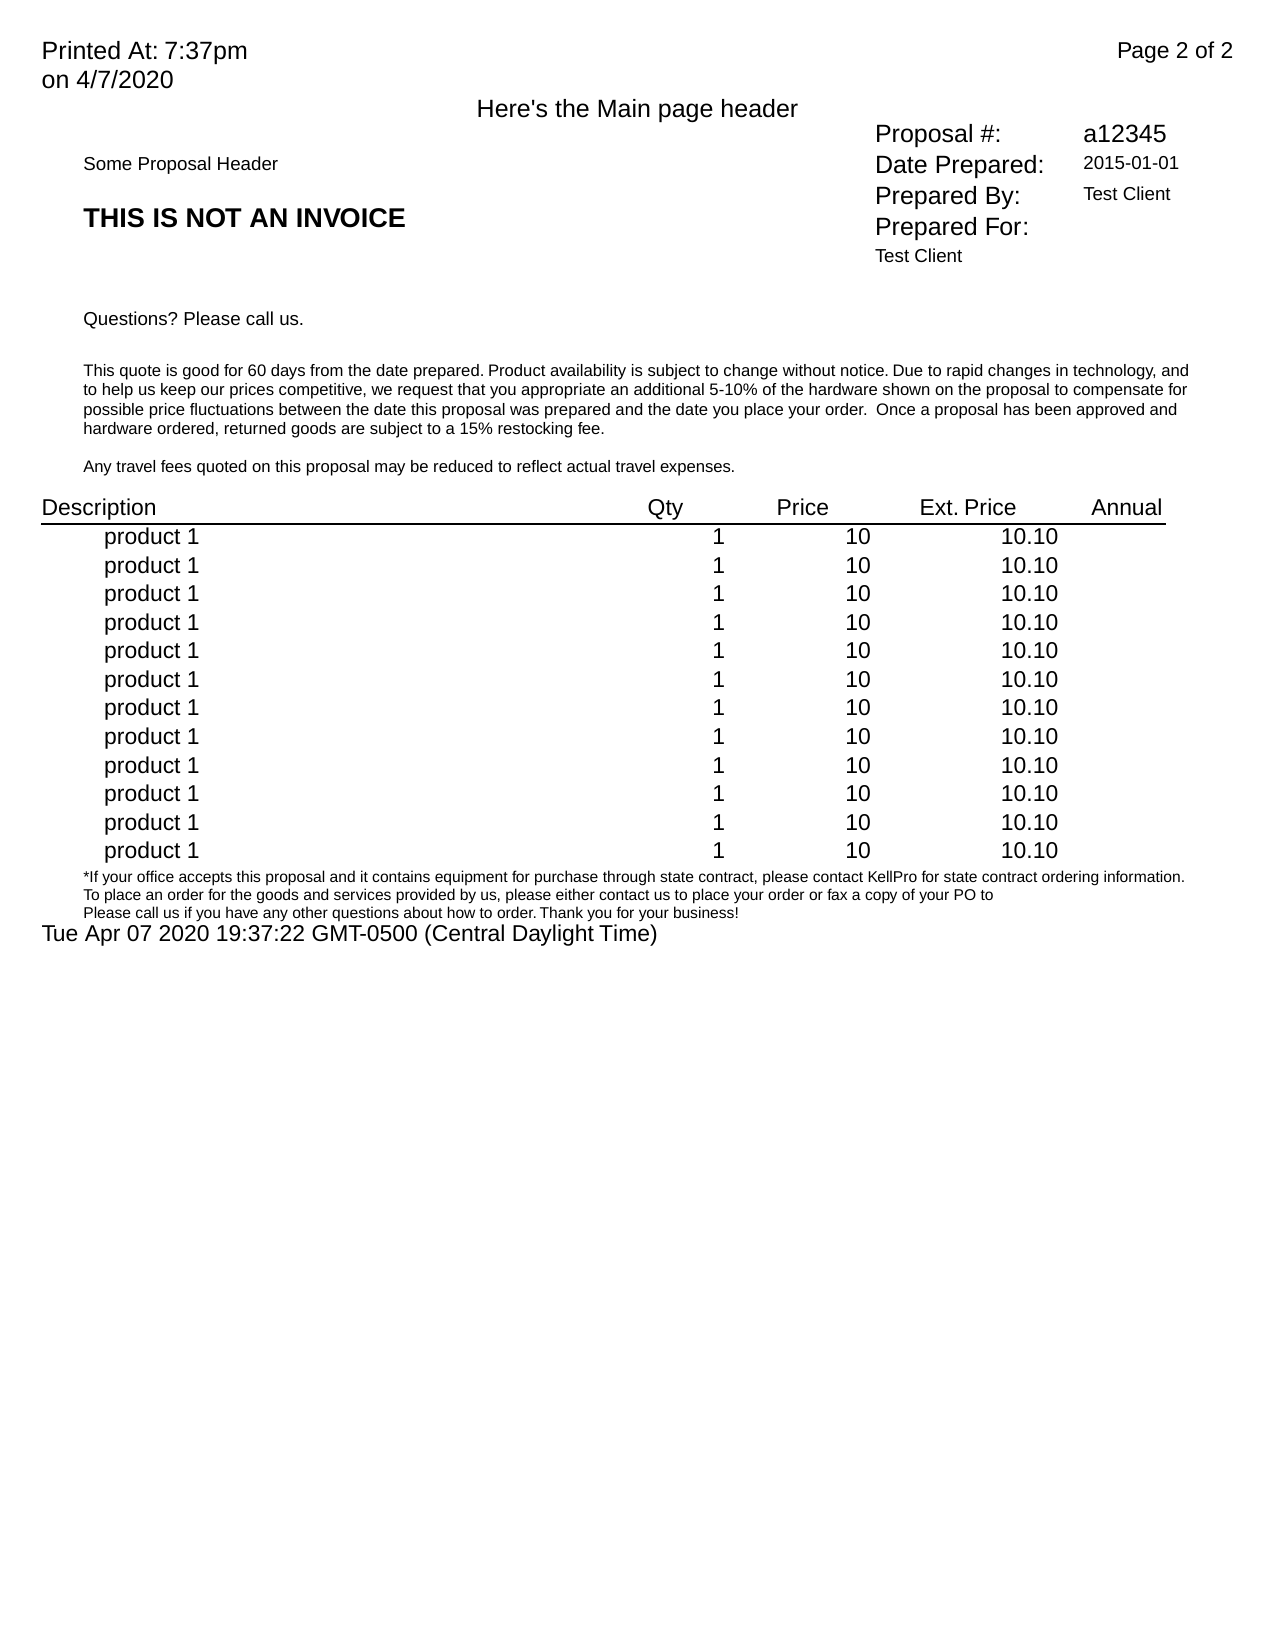 Printed At: 7:37pm
on 4/7/2020
Page 2 of 2
Here's the Main page header
Some Proposal Header
THIS IS NOT AN INVOICE
Proposal #: a12345
Date Prepared: 2015-01-01
Prepared By: Test Client
Prepared For:
Test Client
Questions? Please call us.
This quote is good for 60 days from the date prepared. Product availability is subject to change without notice. Due to rapid changes in technology, and
to help us keep our prices competitive, we request that you appropriate an additional 5-10% of the hardware shown on the proposal to compensate for
possible price fluctuations between the date this proposal was prepared and the date you place your order.  Once a proposal has been approved and
hardware ordered, returned goods are subject to a 15% restocking fee.
Any travel fees quoted on this proposal may be reduced to reflect actual travel expenses.
Description Qty Price Ext. Price Annual
product 1 1 10 10.10
product 1 1 10 10.10
product 1 1 10 10.10
product 1 1 10 10.10
product 1 1 10 10.10
product 1 1 10 10.10
product 1 1 10 10.10
product 1 1 10 10.10
product 1 1 10 10.10
product 1 1 10 10.10
product 1 1 10 10.10
product 1 1 10 10.10
*If your office accepts this proposal and it contains equipment for purchase through state contract, please contact KellPro for state contract ordering information.
To place an order for the goods and services provided by us, please either contact us to place your order or fax a copy of your PO to
Please call us if you have any other questions about how to order. Thank you for your business!
Tue Apr 07 2020 19:37:22 GMT-0500 (Central Daylight Time)